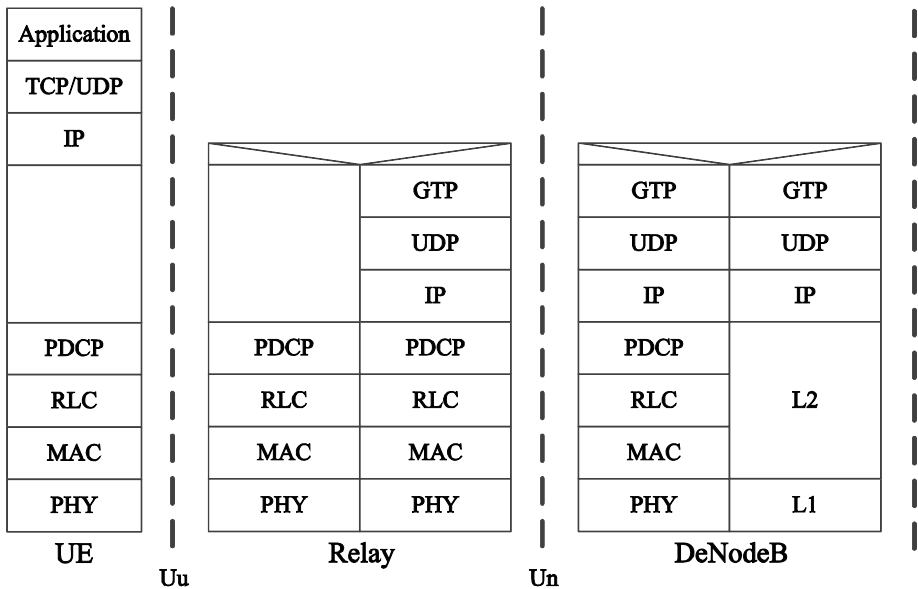 Application
TCP/UDP
IP
GTP GTP GTP
UDP UDP UDP
IP IP IP
PDCP PDCP PDCP PDCP
RLC RLC RLC RLC L2
MAC MAC MAC MAC
PHY PHY PHY PHY L1
UE Relay DeNodeB
Uu Un